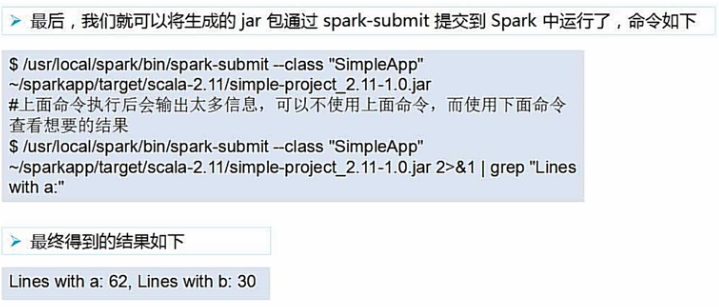 ➢ 最后，我们就可以将生成的 jar 包通过 spark-submit 提交到 Spark 中运行了，命令如下
$ /usr/local/spark/bin/spark-submit --class "SimpleApp"
~/sparkapp/target/scala-2.11/simple-project_2.11-1.0.jar
#上面命令执行后会输出太多信息，可以不使用上面命令，而使用下面命令
查看想要的结果
$ /usr/local/spark/bin/spark-submit --class "SimpleApp"
~/sparkapp/target/scala-2.11/simple-project_2.11-1.0.jar 2>&1 | grep "Lines
with a:"
➢ 最终得到的结果如下
Lines with a: 62, Lines with b: 30